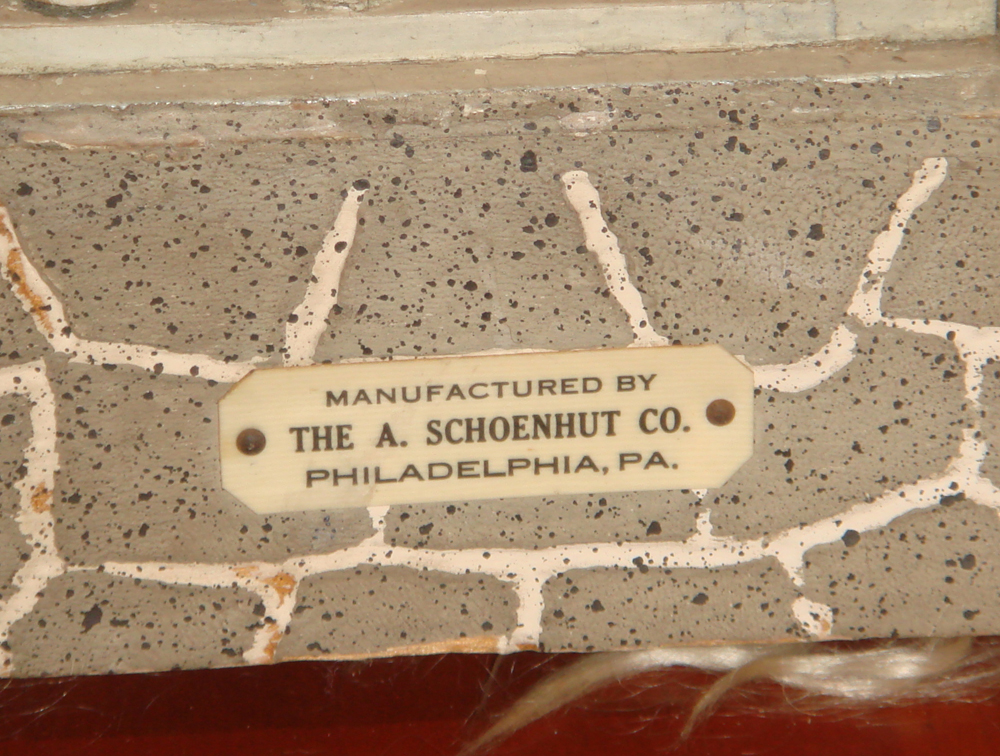 MANUFACTURED BY
THE A. SCHOENHUT CO.
PHILADELPHIA, PA.